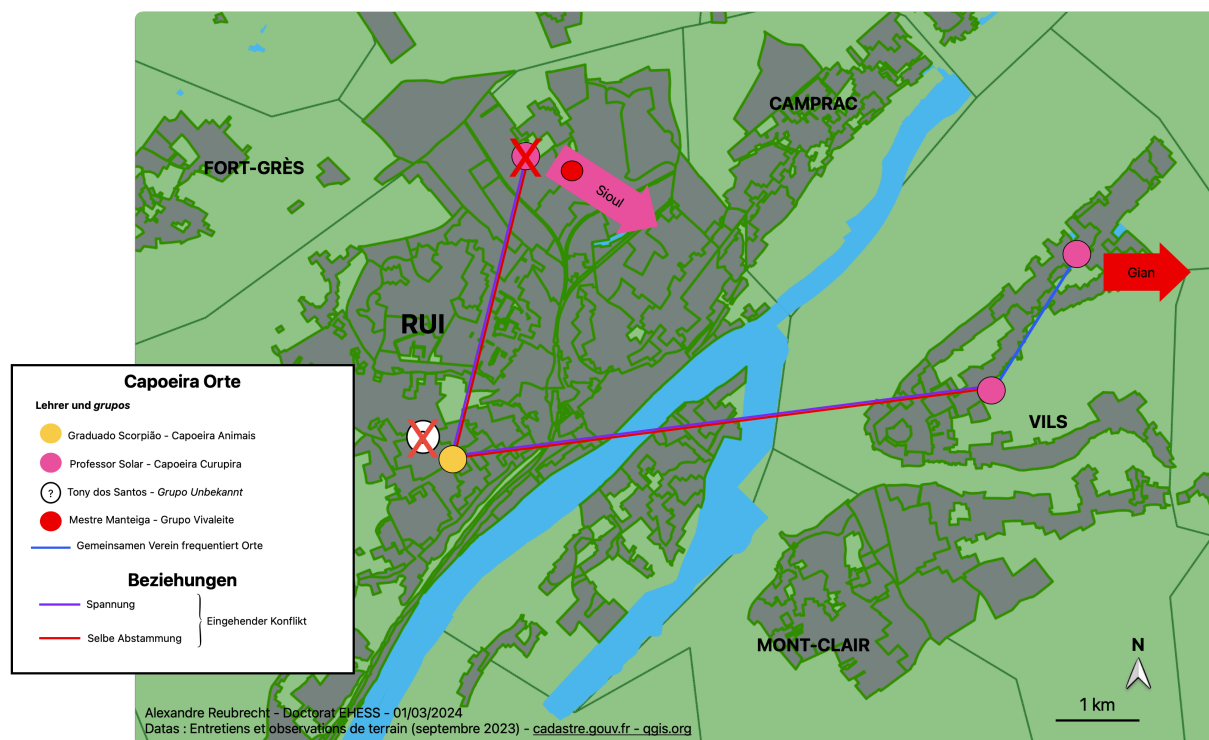 CAMPRAC
FORT-GRÈS
Sioul
Gian
RUI
VILS
MONT-CLAIR
Capoeira Orte
Lehrer und grupos
Graduado Scorpião - Capoeira Animais
Professor Solar - Capoeira Curupira
? Tony dos Santos - Grupo Unbekannt
Mestre Manteiga - Grupo Vivaleite
Gemeinsamen Verein frequentiert Orte
Beziehungen
Spannung
Eingehender Konflikt
Selbe Abstammung
N
1 km
Alexandre Reubrecht - Doctorat EHESS - 01/03/2024
Datas : Entretiens et observations de terrain (septembre 2023) - cadastre.gouv.fr - qgis.org